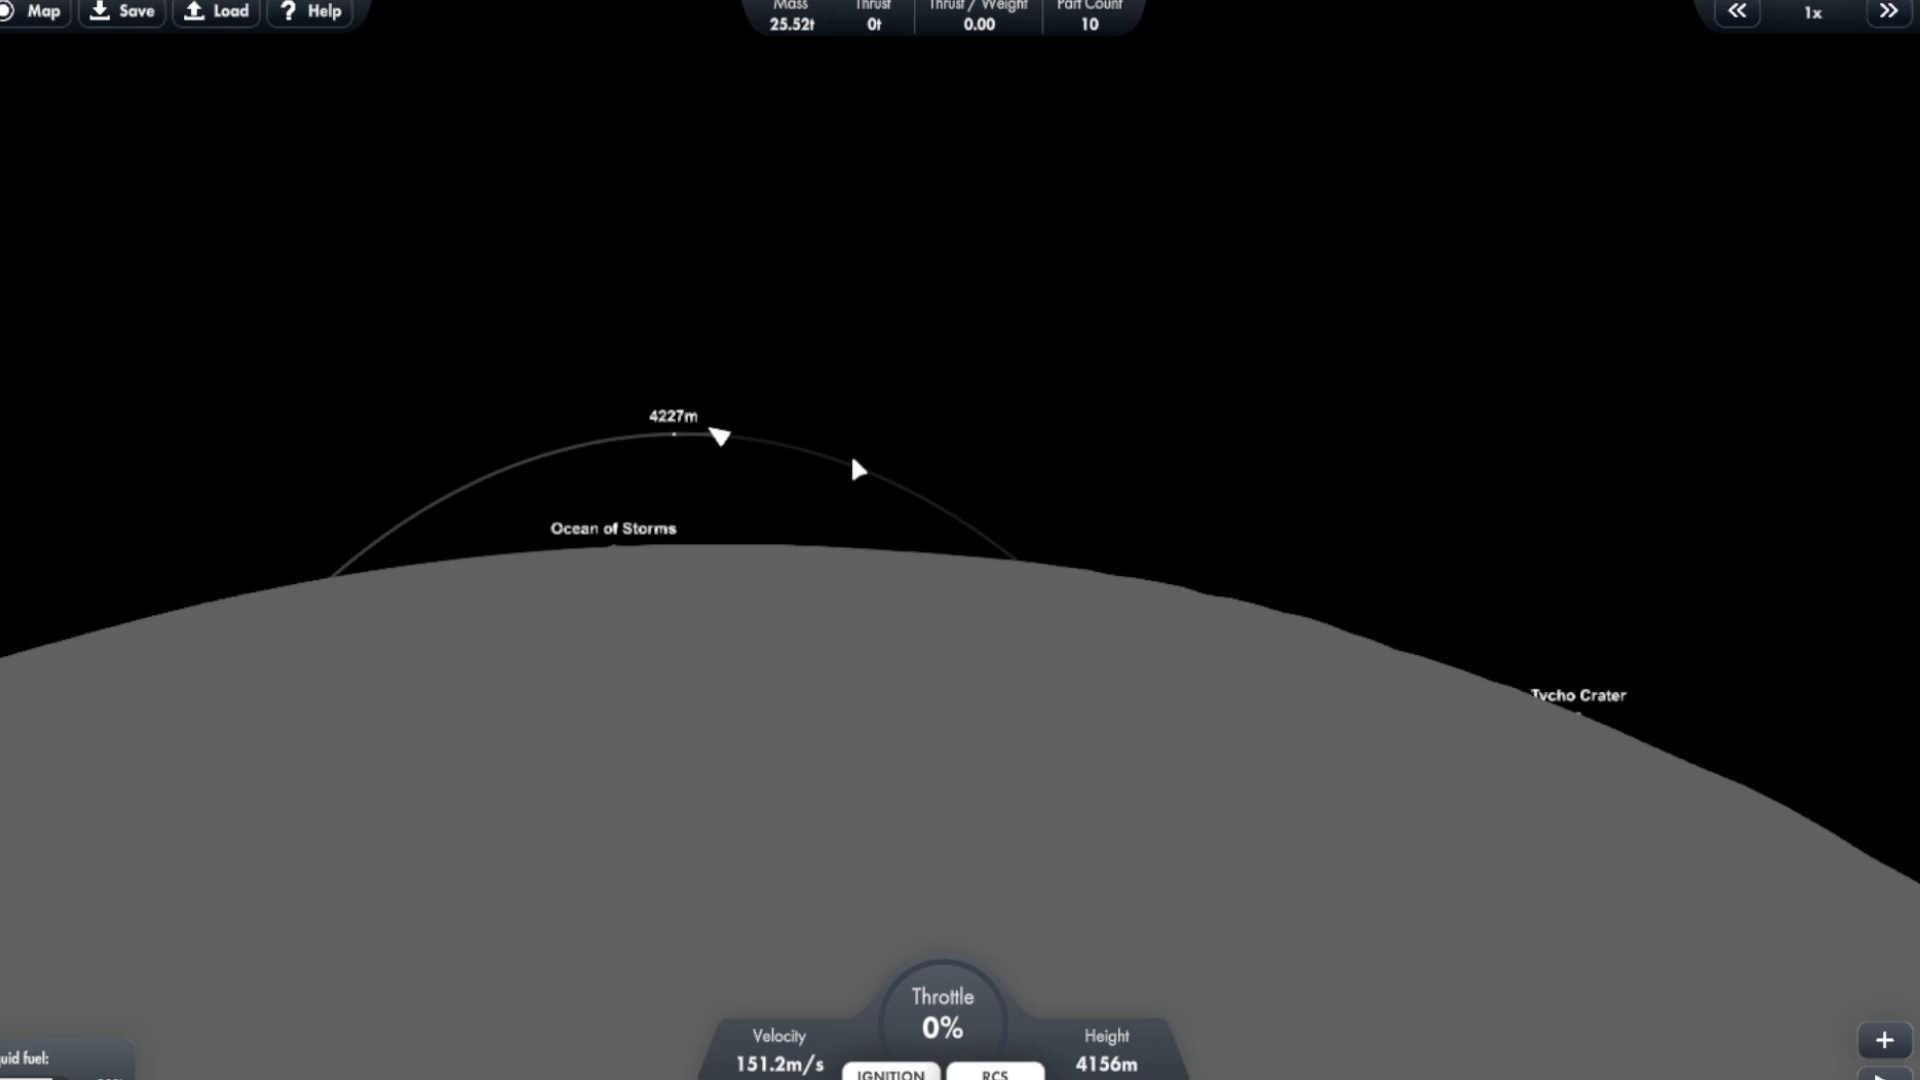 Map Save Load Help
Mass Thrust Thrust / Weight Part Count
25.52t 0t 0.00 10
1x
4227m
Ocean of Storms
Tycho Crater
Throttle
0%
Velocity Height
151.2m/s 4156m
IGNITION RCS
uid fuel: